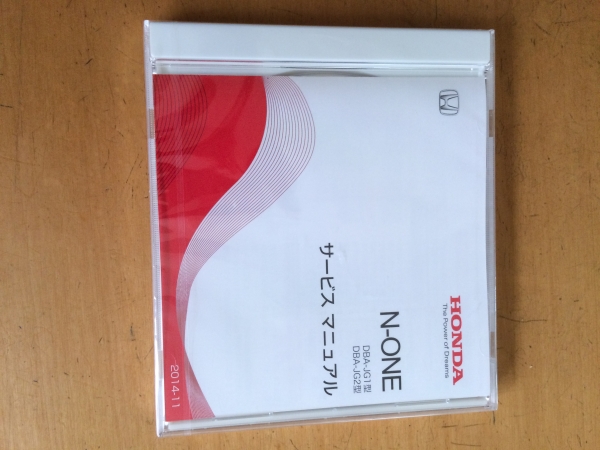 HONDA
The Power of Dreams
N-ONE
DBA-JG1型
DBA-JG2型
サービス マニュアル
2014-11